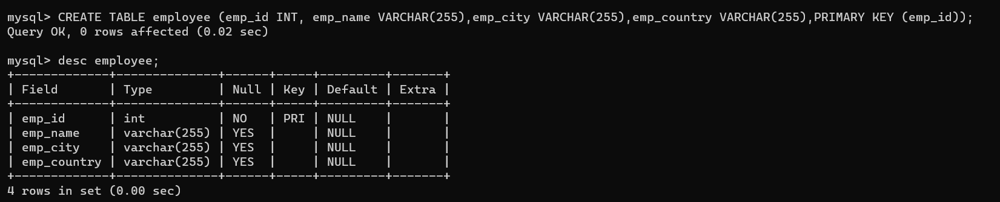 mysql> CREATE TABLE employee (emp_id INT, emp_name VARCHAR(255),emp_city VARCHAR(255),emp_country VARCHAR(255),PRIMARY KEY (emp_id));
Query OK, 0 rows affected (0.02 sec)

mysql> desc employee;
+-------------+--------------+------+-----+---------+-------+
| Field       | Type         | Null | Key | Default | Extra |
+-------------+--------------+------+-----+---------+-------+
| emp_id      | int          | NO   | PRI | NULL    |       |
| emp_name    | varchar(255) | YES  |     | NULL    |       |
| emp_city    | varchar(255) | YES  |     | NULL    |       |
| emp_country | varchar(255) | YES  |     | NULL    |       |
+-------------+--------------+------+-----+---------+-------+
4 rows in set (0.00 sec)